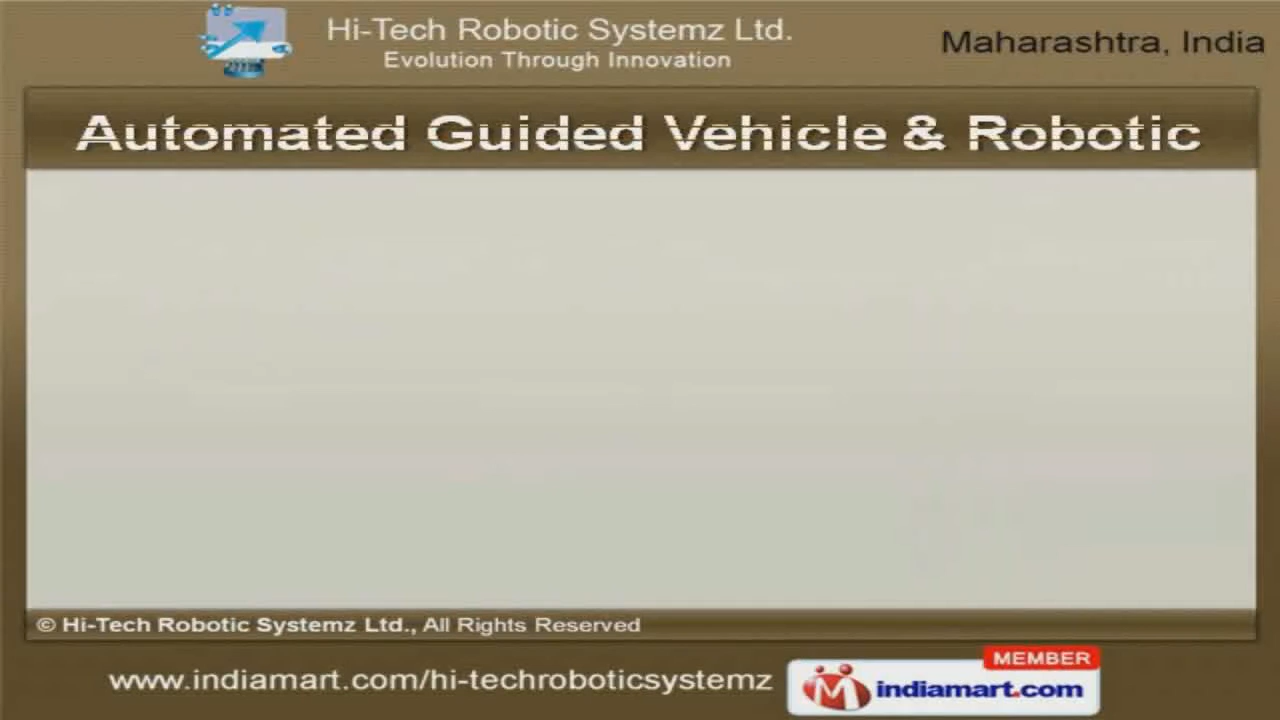 Hi-Tech Robotic Systemz Ltd.
Evolution Through Innovation
Maharashtra, India
Automated Guided Vehicle & Robotic
© Hi-Tech Robotic Systemz Ltd., All Rights Reserved
www.indiamart.com/hi-techroboticsystemz
MEMBER
indiamart.com